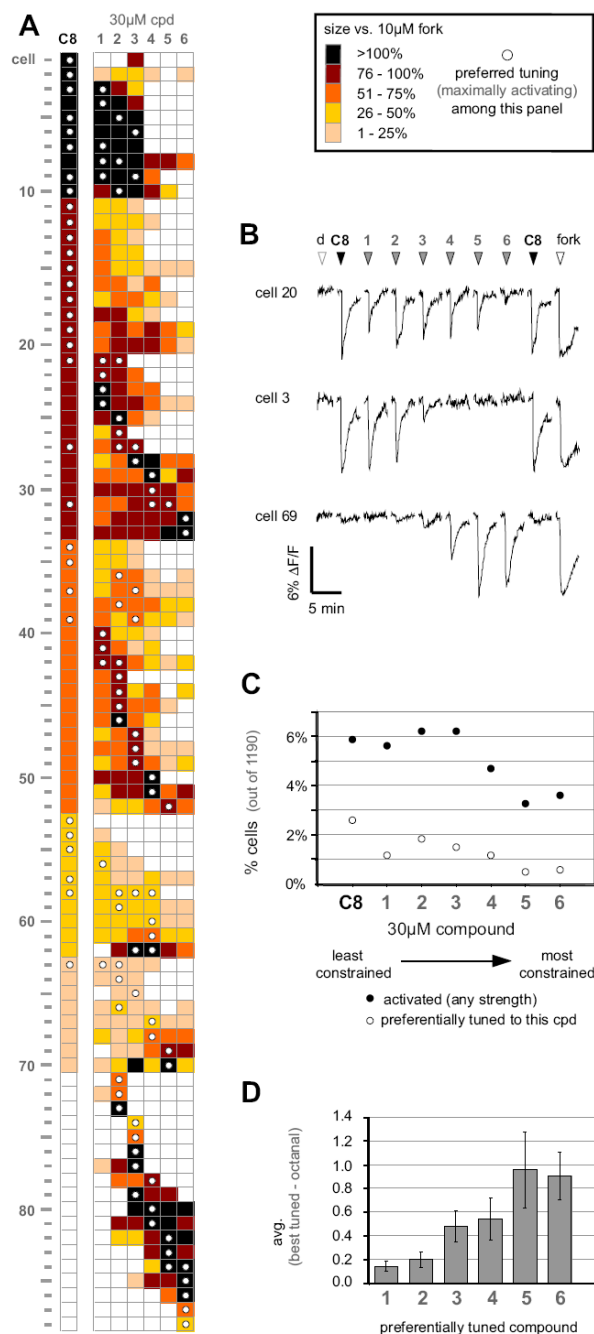 A
30µM cpd
C8 1 2 3 4 5 6
cell
10
20
30
40
50
60
70
80
size vs. 10µM fork
>100%
76 - 100%
51 - 75%
26 - 50%
1 - 25%
preferred tuning
(maximally activating)
among this panel
B
d C8 1 2 3 4 5 6 C8 fork
cell 20
cell 3
cell 69
6% ΔF/F
5 min
C
% cells (out of 1190)
6%
4%
2%
0%
C8 1 2 3 4 5 6
30µM compound
least constrained
most constrained
activated (any strength)
preferentially tuned to this cpd
D
avg.
(best tuned - octanal)
1.4
1.2
1.0
0.8
0.6
0.4
0.2
0.0
1 2 3 4 5 6
preferentially tuned compound